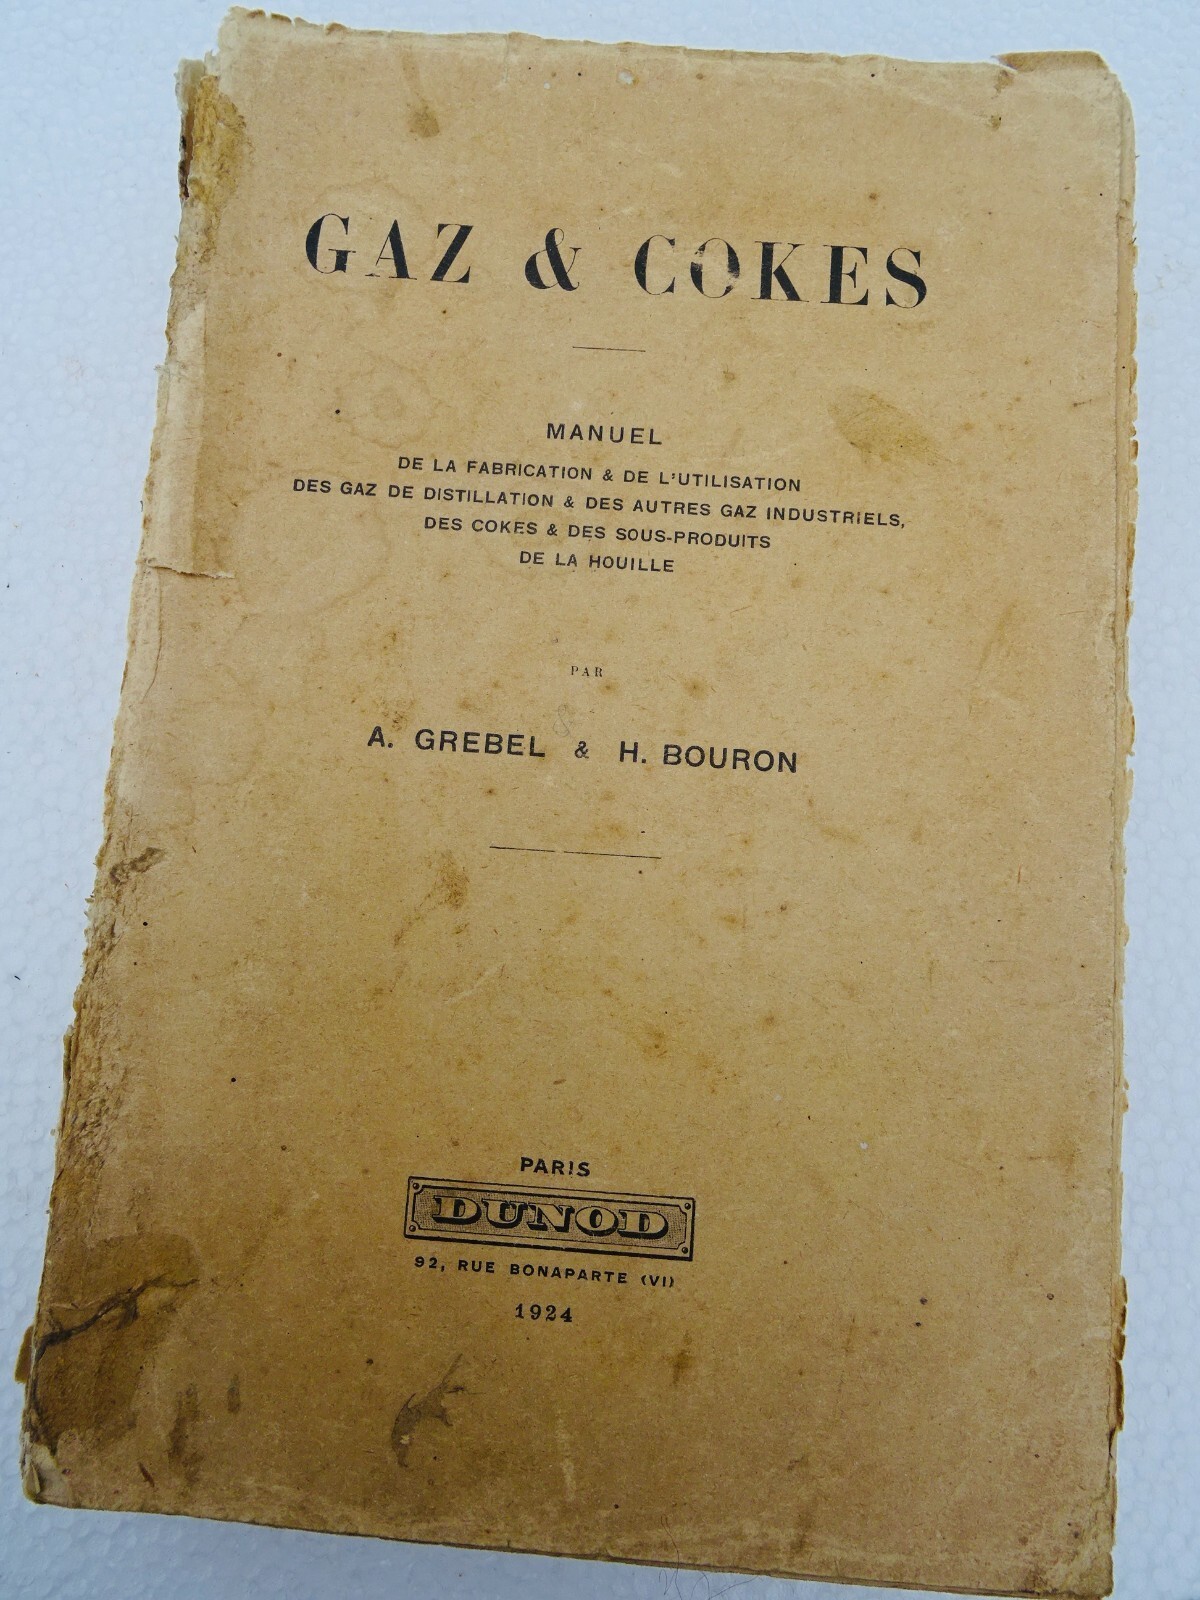 GAZ & COKES
MANUEL
DE LA FABRICATION & DE L'UTILISATION
DES GAZ DE DISTILLATION & DES AUTRES GAZ INDUSTRIELS,
DES COKES & DES SOUS-PRODUITS
DE LA HOUILLE
PAR
A. GREBEL & H. BOURON
PARIS
DUNOD
92, RUE BONAPARTE (VI)
1924